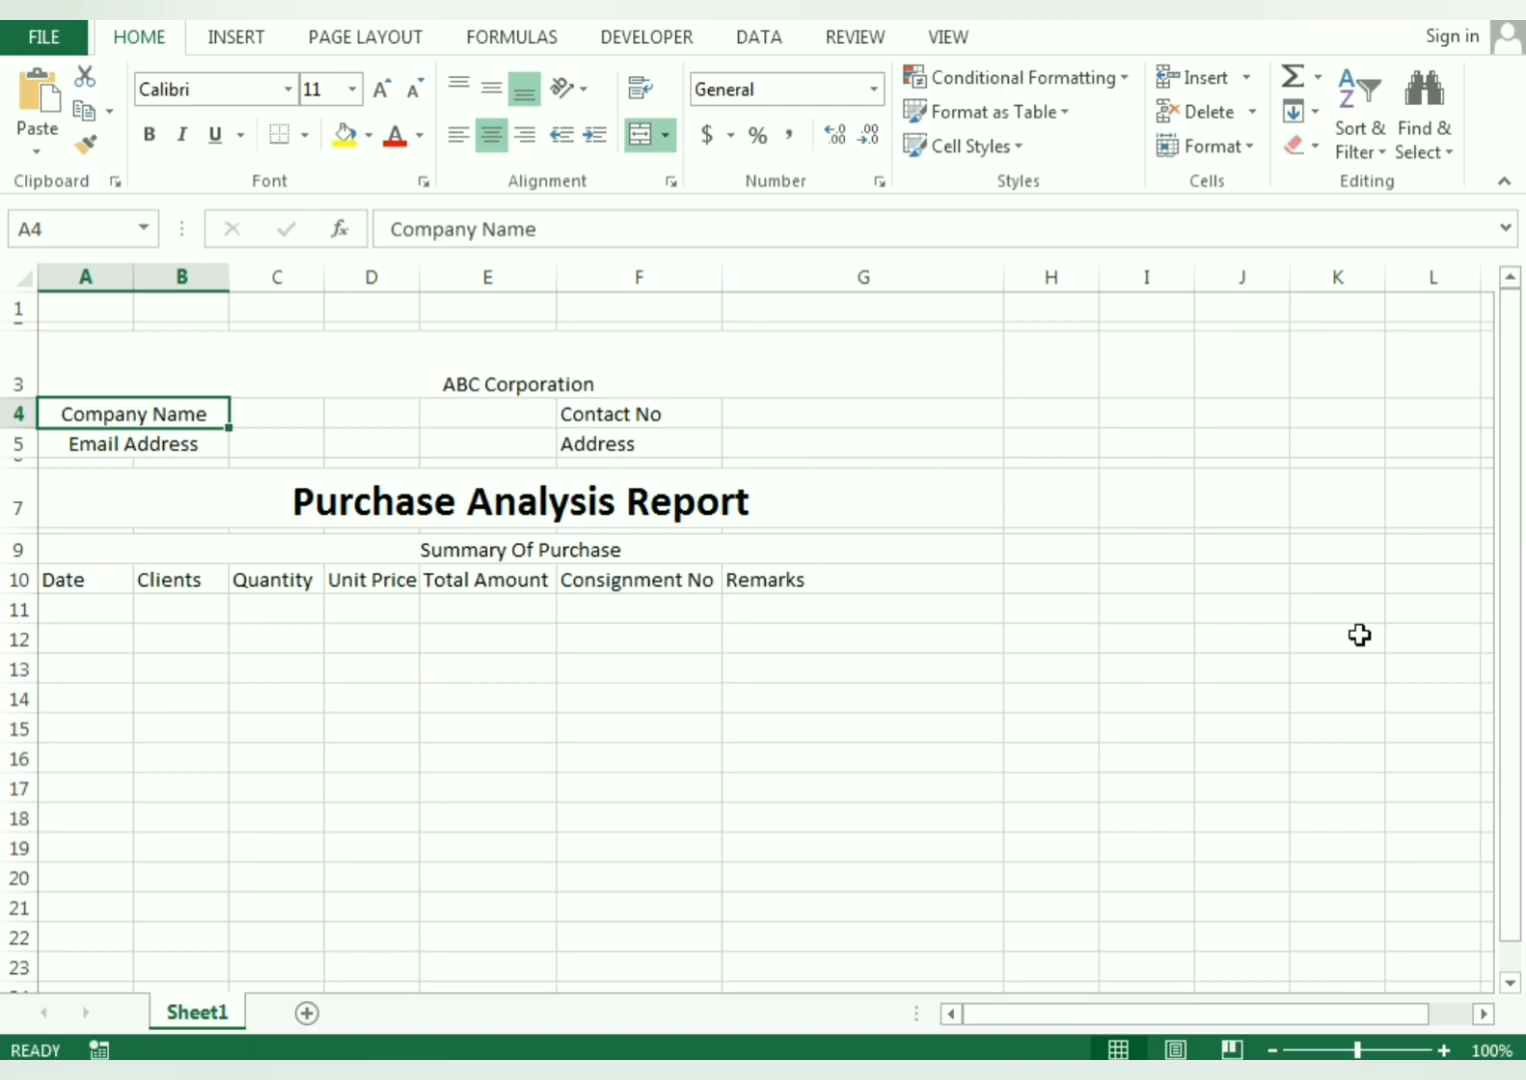 FILE HOME INSERT PAGE LAYOUT FORMULAS DEVELOPER DATA REVIEW VIEW Sign in
Calibri 11 General Conditional Formatting Insert
Format as Table Delete
Paste B I U A $ % , Sort & Find &
Cell Styles Format Filter Select
Clipboard Font Alignment Number Styles Cells Editing
A4 fx Company Name
A B C D E F G H I J K L
1
3 ABC Corporation
4 Company Name Contact No
5 Email Address Address
7 Purchase Analysis Report
9 Summary Of Purchase
10 Date Clients Quantity Unit Price Total Amount Consignment No Remarks
11
12
13
14
15
16
17
18
19
20
21
22
23
Sheet1
READY 100%